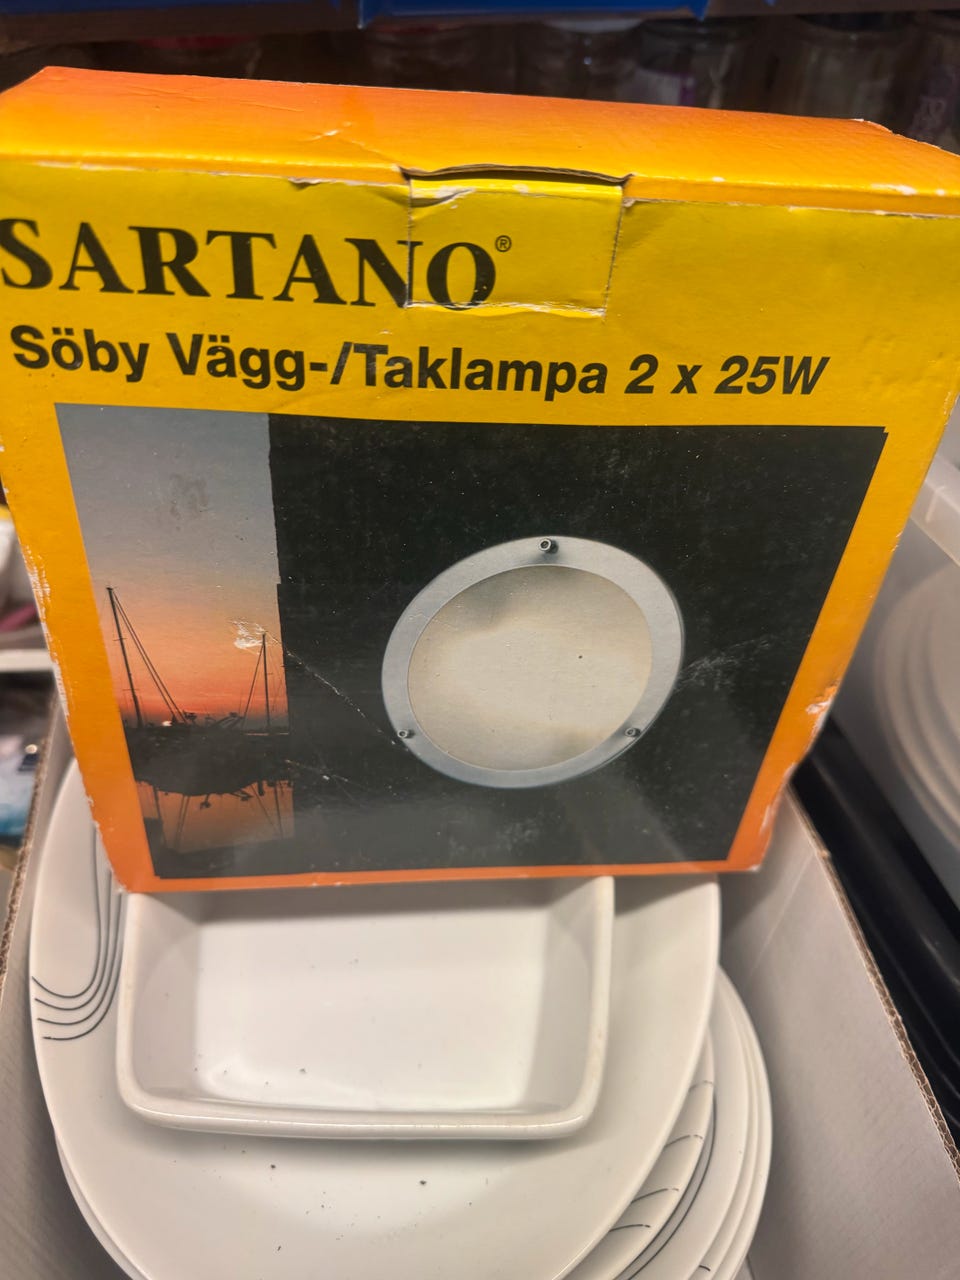 SARTANO®
Söby Vägg-/Taklampa 2 x 25W